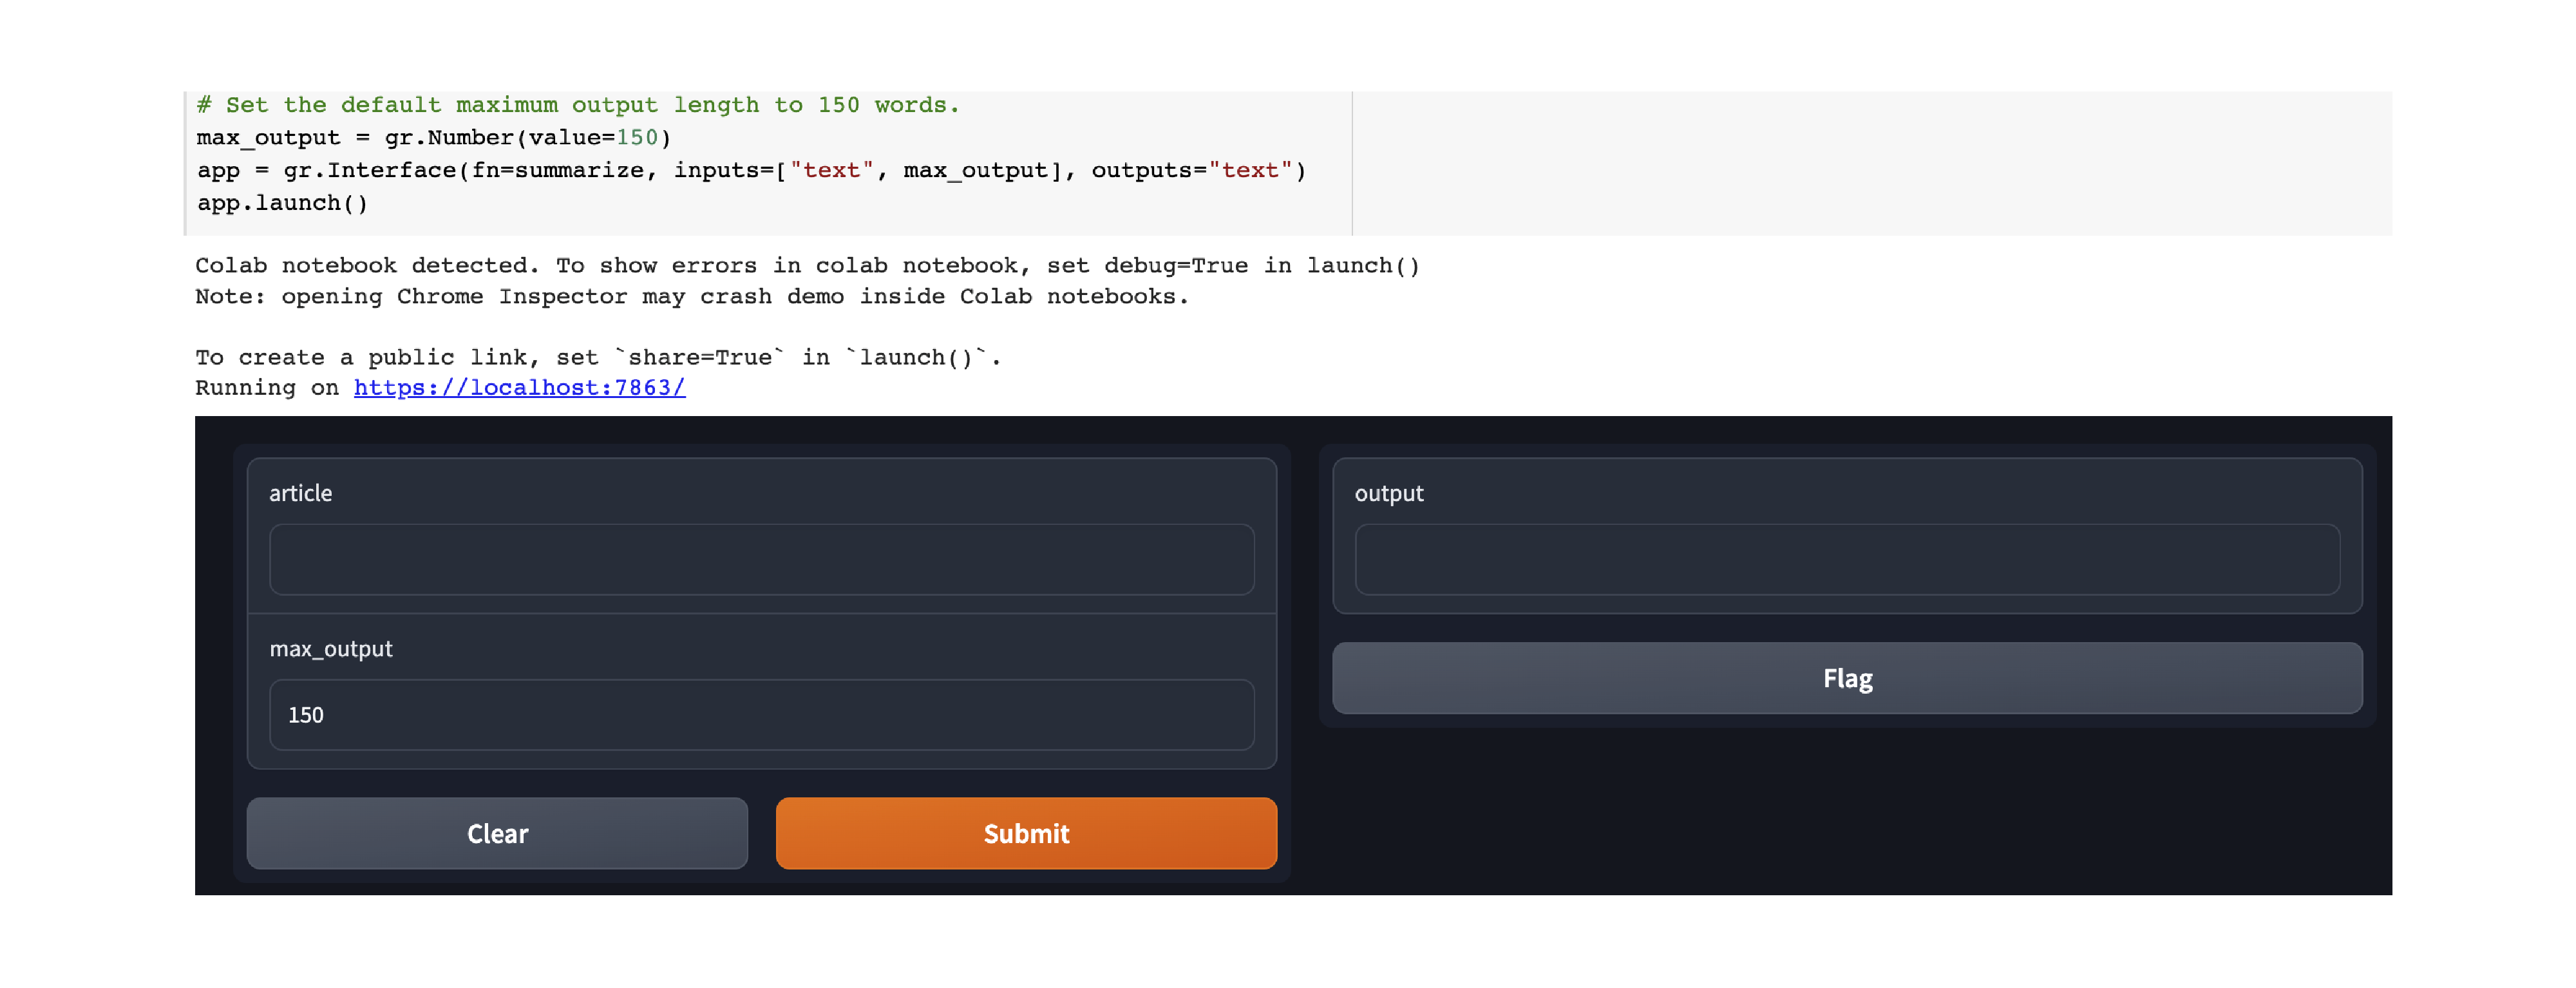 # Set the default maximum output length to 150 words.
max_output = gr.Number(value=150)
app = gr.Interface(fn=summarize, inputs=["text", max_output], outputs="text")
app.launch()
Colab notebook detected. To show errors in colab notebook, set debug=True in launch()
Note: opening Chrome Inspector may crash demo inside Colab notebooks.
To create a public link, set `share=True` in `launch()`.
Running on https://localhost:7863/
article
max_output
150
Clear
Submit
output
Flag